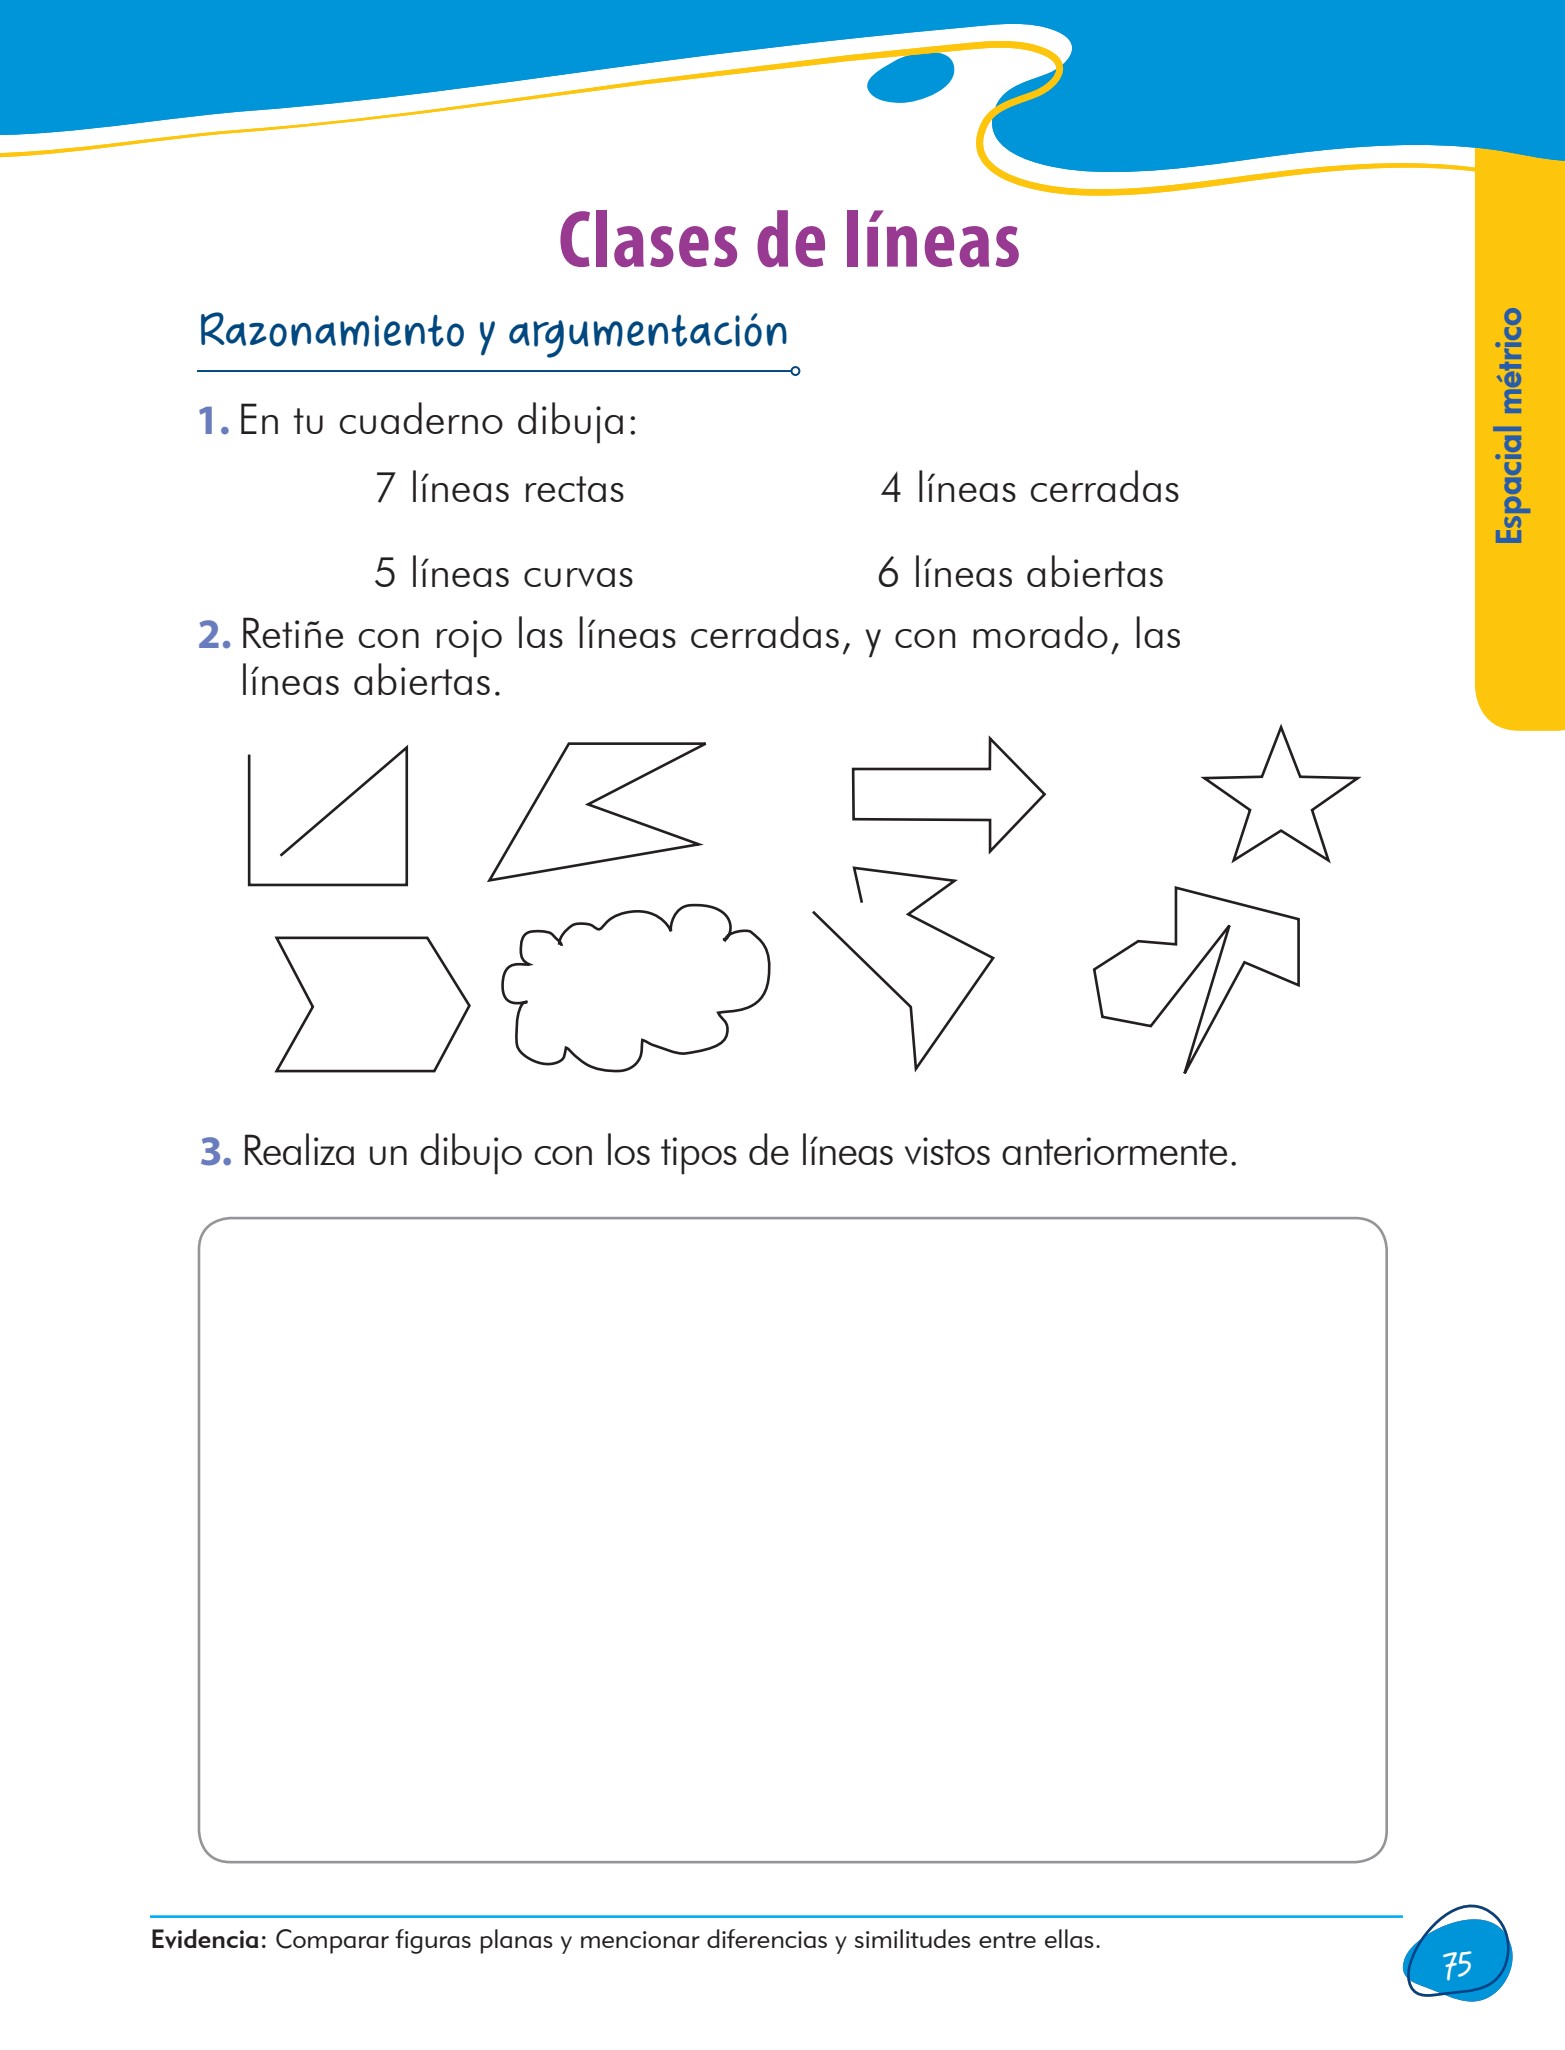 Clases de líneas
Razonamiento y argumentación
Espacial métrico
1. En tu cuaderno dibuja:
7 líneas rectas
4 líneas cerradas
5 líneas curvas
6 líneas abiertas
2. Retiñe con rojo las líneas cerradas, y con morado, las
líneas abiertas.
3. Realiza un dibujo con los tipos de líneas vistos anteriormente.
Evidencia: Comparar figuras planas y mencionar diferencias y similitudes entre ellas.
75